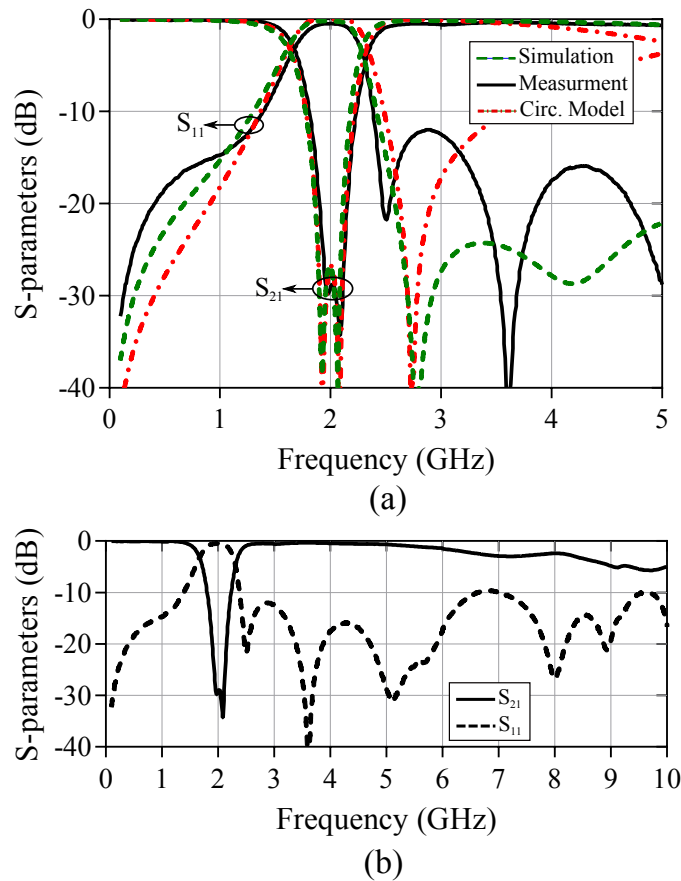 0
-10
-20
-30
-40
S-parameters (dB)
S11
S21
Simulation
Measurment
Circ. Model
0 1 2 3 4 5
Frequency (GHz)
(a)
0
-10
-20
-30
-40
S-parameters (dB)
S21
S11
0 1 2 3 4 5 6 7 8 9 10
Frequency (GHz)
(b)